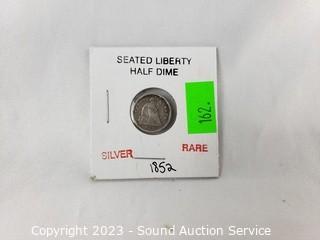 SEATED LIBERTY
HALF DIME
162.
SILVER
RARE
1852
Copyright 2023 - Sound Auction Service